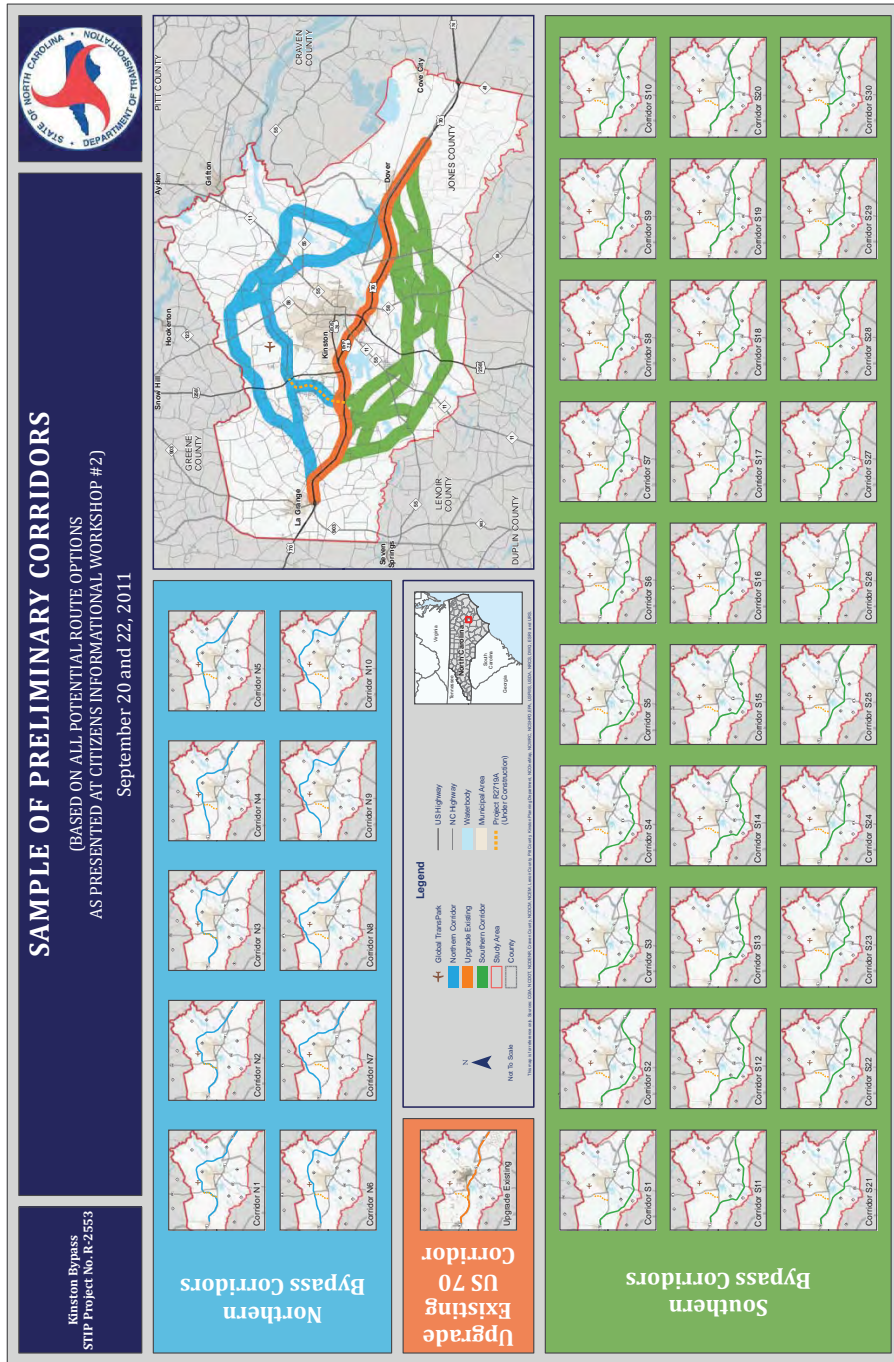 Kinston Bypass
STIP Project No. R-2553
SAMPLE OF PRELIMINARY CORRIDORS
(BASED ON ALL POTENTIAL ROUTE OPTIONS
AS PRESENTED AT CITIZENS INFORMATIONAL WORKSHOP #2)
September 20 and 22, 2011
STATE OF NORTH CAROLINA
DEPARTMENT OF TRANSPORTATION
Northern
Bypass Corridors
Corridor N1
Corridor N2
Corridor N3
Corridor N4
Corridor N5
Corridor N6
Corridor N7
Corridor N8
Corridor N9
Corridor N10
Snow Hill
Hookerton
Ayden
Grifton
PITT COUNTY
GREENE
COUNTY
CRAVEN
COUNTY
La Grange
Kinston
Dover
Cove City
JONES COUNTY
Seven
Springs
LENOIR
COUNTY
DUPLIN COUNTY
Upgrade
Existing
US 70
Corridor
Upgrade Existing
Legend
N
Not To Scale
Global TransPark
Northern Corridor
Upgrade Existing
Southern Corridor
Study Area
County
US Highway
NC Highway
Waterbody
Municipal Area
Project R2719A
(Under Construction)
Virginia
Tennessee
North Carolina
South
Carolina
Georgia
Southern
Bypass Corridors
Corridor S1
Corridor S2
Corridor S3
Corridor S4
Corridor S5
Corridor S6
Corridor S7
Corridor S8
Corridor S9
Corridor S10
Corridor S11
Corridor S12
Corridor S13
Corridor S14
Corridor S15
Corridor S16
Corridor S17
Corridor S18
Corridor S19
Corridor S20
Corridor S21
Corridor S22
Corridor S23
Corridor S24
Corridor S25
Corridor S26
Corridor S27
Corridor S28
Corridor S29
Corridor S30